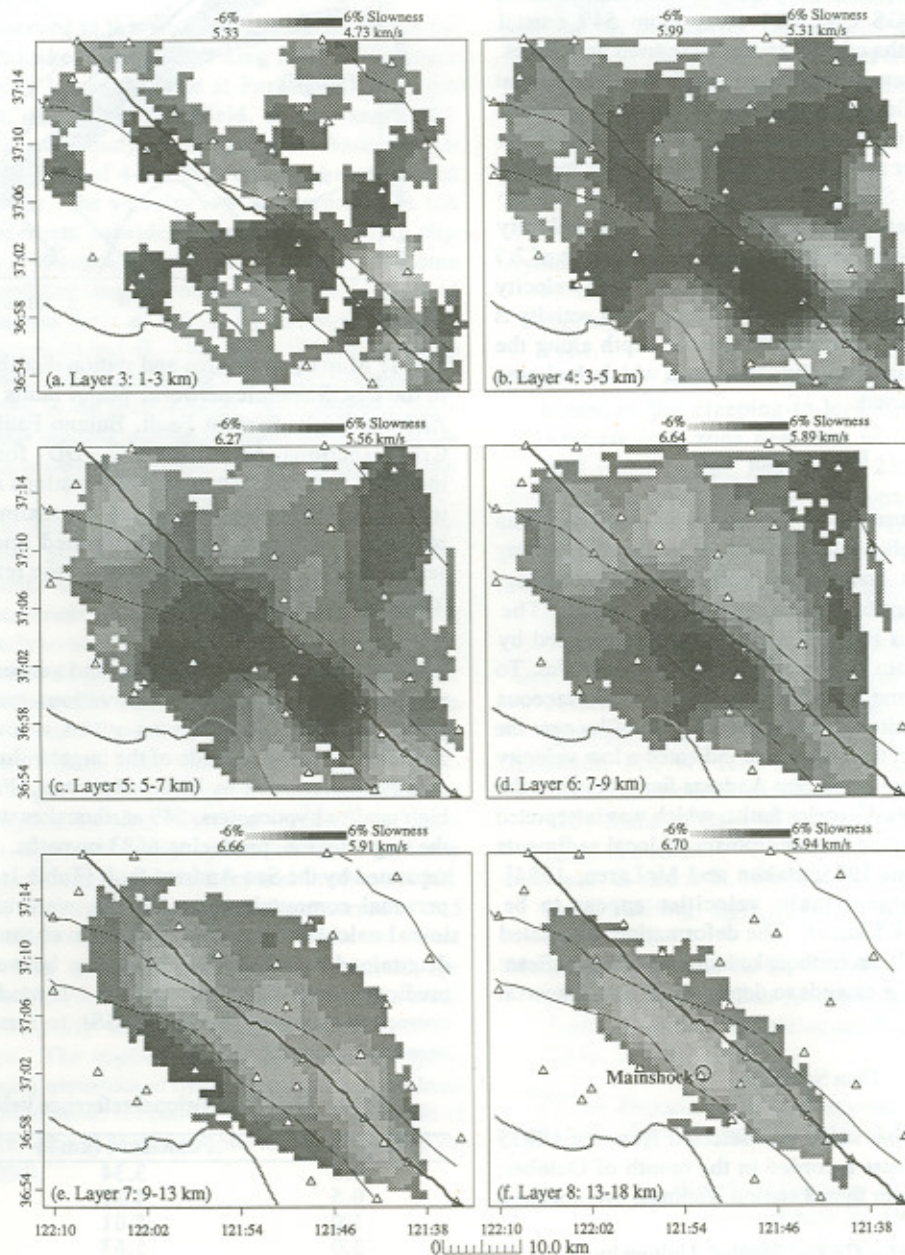 -6% 6% Slowness
5.33 4.73 km/s
-6% 6% Slowness
5.99 5.31 km/s
37:14
37:10
37:06
37:02
36:58
36:54
(a. Layer 3: 1-3 km)
(b. Layer 4: 3-5 km)
-6% 6% Slowness
6.27 5.56 km/s
-6% 6% Slowness
6.64 5.89 km/s
37:14
37:10
37:06
37:02
36:58
36:54
(c. Layer 5: 5-7 km)
(d. Layer 6: 7-9 km)
-6% 6% Slowness
6.66 5.91 km/s
-6% 6% Slowness
6.70 5.94 km/s
37:14
37:10
37:06
37:02
36:58
36:54
Mainshock
(e. Layer 7: 9-13 km)
(f. Layer 8: 13-18 km)
122:10 122:02 121:54 121:46 121:38
122:10 122:02 121:54 121:46 121:38
0 10.0 km